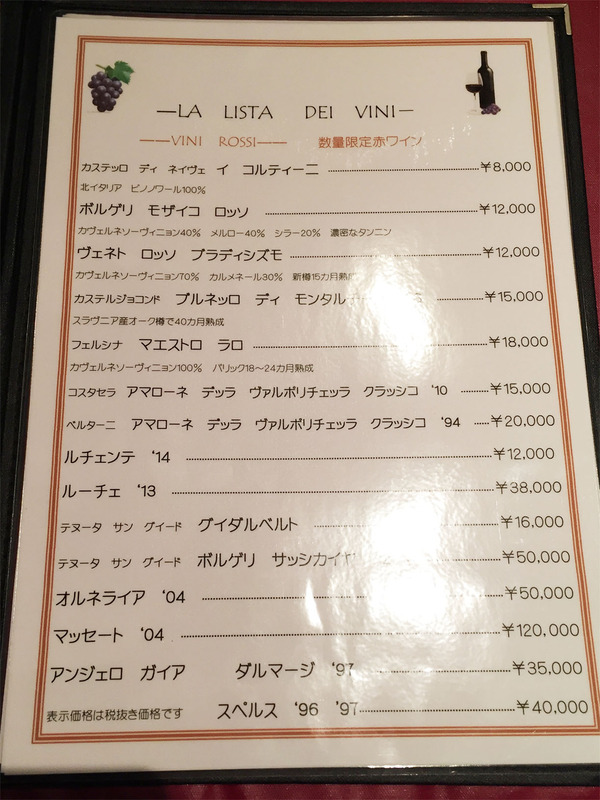 —LA LISTA DEI VINI—
——VINI ROSSI—— 数量限定赤ワイン
カステッロ ディ ネイヴェ イ コルティーニ ¥8,000
北イタリア ピノノワール100%
ボルゲリ モザイコ ロッソ ¥12,000
カヴェルネソーヴィニョン40% メルロー40% シラー20% 濃密なタンニン
ヴェネト ロッソ プラディシズモ ¥12,000
カヴェルネソーヴィニョン70% カルメネール30% 新樽15カ月熟成
カステルジョコンド ブルネッロ ディ モンタル ¥15,000
スラヴニア産オーク樽で40カ月熟成
フェルシナ マエストロ ラロ ¥18,000
カヴェルネソーヴィニョン100% バリック18～24カ月熟成
コスタセラ アマローネ デッラ ヴァルポリチェッラ クラッシコ '10 ¥15,000
ベルターニ アマローネ デッラ ヴァルポリチェッラ クラッシコ '94 ¥20,000
ルチェンテ '14 ¥12,000
ルーチェ '13 ¥38,000
テヌータ サン グイード グイダルベルト ¥16,000
テヌータ サン グイード ボルゲリ サッシカイヤ ¥50,000
オルネライア '04 ¥50,000
マッセート '04 ¥120,000
アンジェロ ガイア ダルマージ '97 ¥35,000
表示価格は税抜き価格です スペルス '96 '97 ¥40,000